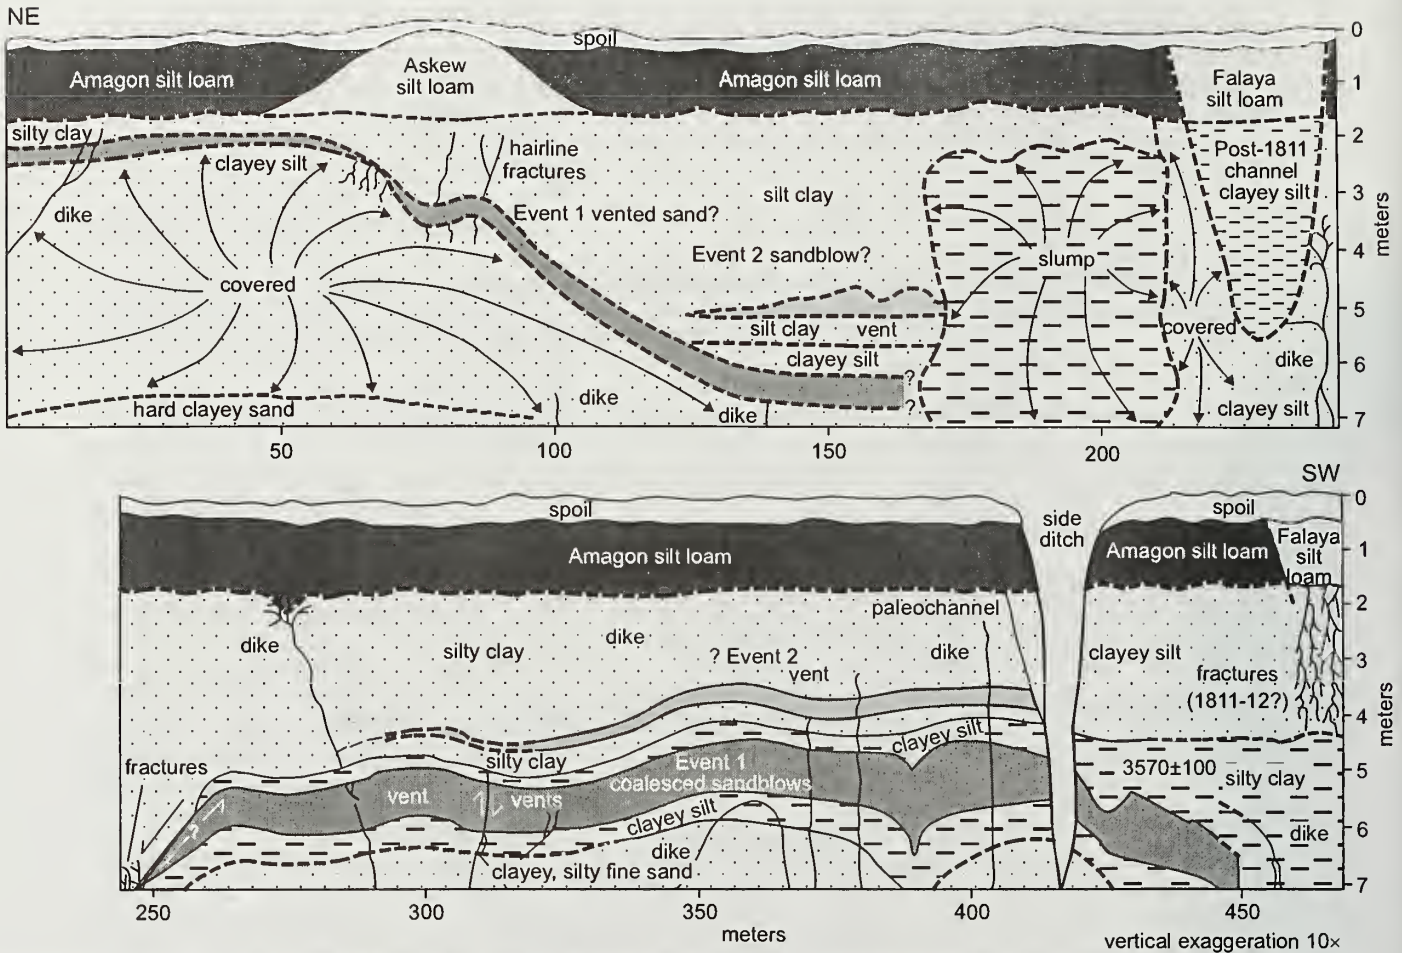 NE
spoil
0
Amagon silt loam
Askew
silt loam
Amagon silt loam
Falaya
silt loam
1
silty clay
2
clayey silt
hairline
fractures
Post-1811
channel
clayey silt
silt clay
3
dike
Event 1 vented sand?
meters
4
Event 2 sandblow?
slump
covered
5
silt clay vent
covered
clayey silt
dike
6
?
hard clayey sand
dike
dike
?
clayey silt
7
50
100
150
200
SW
0
spoil
side
ditch
spoil
Amagon silt loam
Amagon silt loam
Falaya
silt
loam
1
2
paleochannel
dike
silty clay
dike
dike
clayey silt
? Event 2
vent
3
fractures
(1811-12?)
meters
4
clayey silt
silty clay
fractures
Event 1
coalesced sandblows
3570±100
silty clay
5
vent
vents
clayey silt
dike
6
dike
clayey, silty fine sand
7
250
300
350
400
450
meters
vertical exaggeration 10×